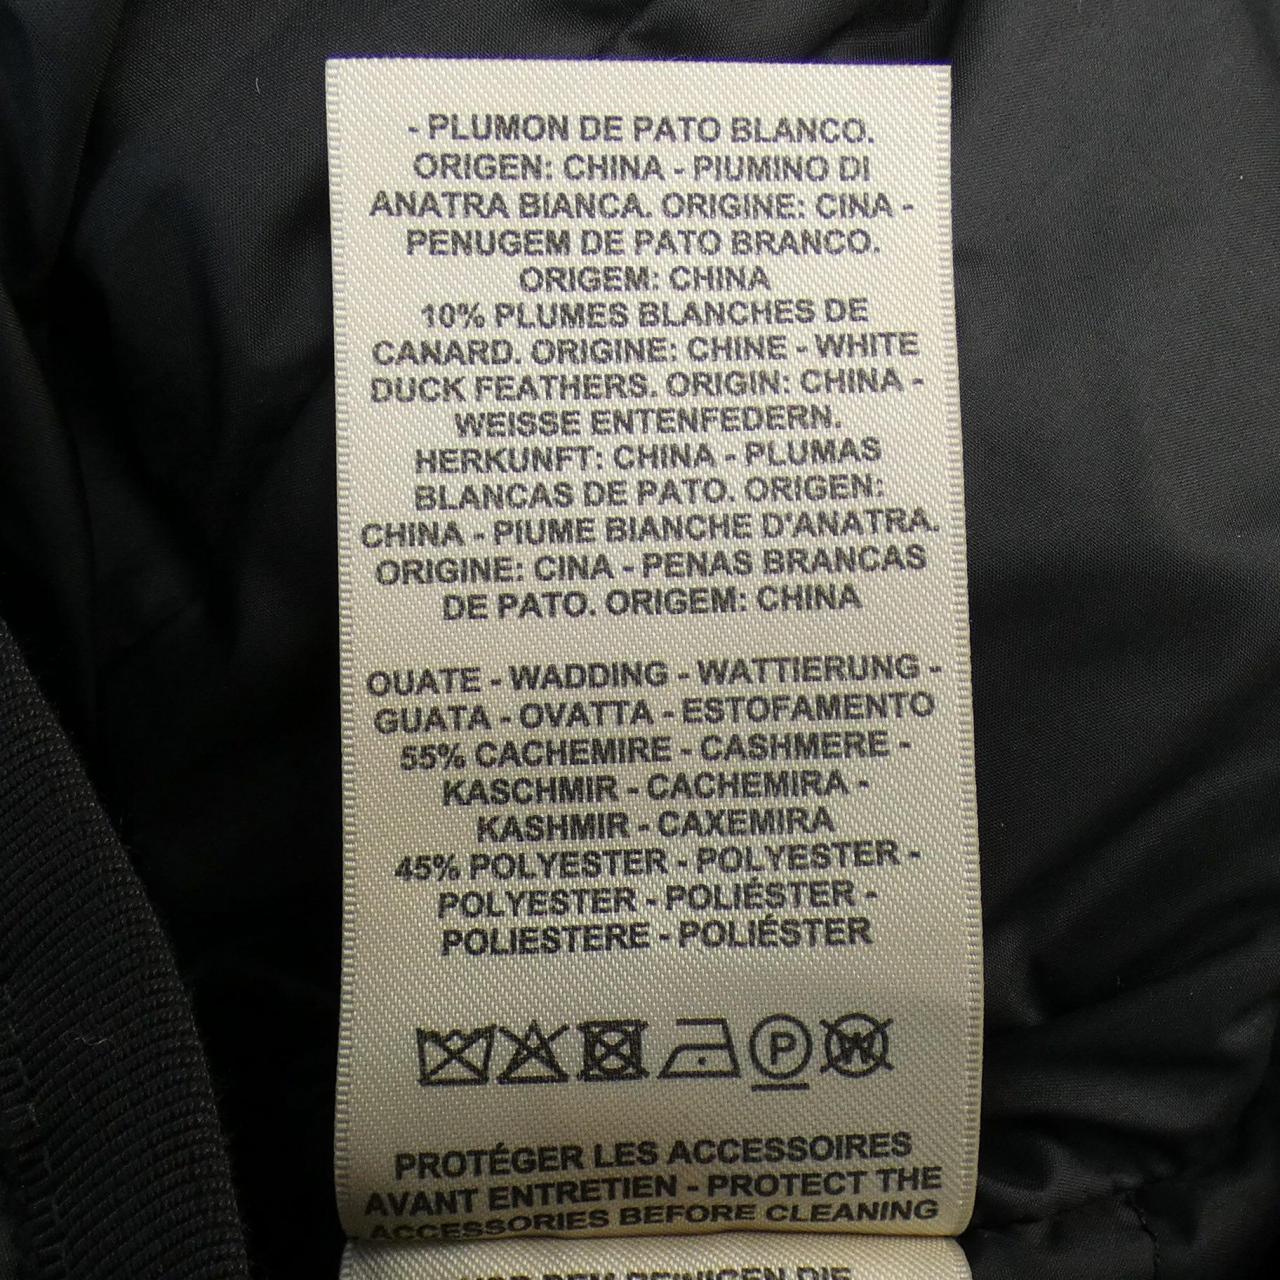 - PLUMON DE PATO BLANCO.
ORIGEN: CHINA - PIUMINO DI
ANATRA BIANCA. ORIGINE: CINA -
PENUGEM DE PATO BRANCO.
ORIGEM: CHINA
10% PLUMES BLANCHES DE
CANARD. ORIGINE: CHINE - WHITE
DUCK FEATHERS. ORIGIN: CHINA -
WEISSE ENTENFEDERN.
HERKUNFT: CHINA - PLUMAS
BLANCAS DE PATO. ORIGEN:
CHINA - PIUME BIANCHE D'ANATRA.
ORIGINE: CINA - PENAS BRANCAS
DE PATO. ORIGEM: CHINA
OUATE - WADDING - WATTIERUNG -
GUATA - OVATTA - ESTOFAMENTO
55% CACHEMIRE - CASHMERE -
KASCHMIR - CACHEMIRA -
KASHMIR - CAXEMIRA
45% POLYESTER - POLYESTER -
POLYESTER - POLIÉSTER -
POLIESTERE - POLIÉSTER
P W
PROTÉGER LES ACCESSOIRES
AVANT ENTRETIEN - PROTECT THE
ACCESSORIES BEFORE CLEANING
VOR DEM REINIGEN DIE